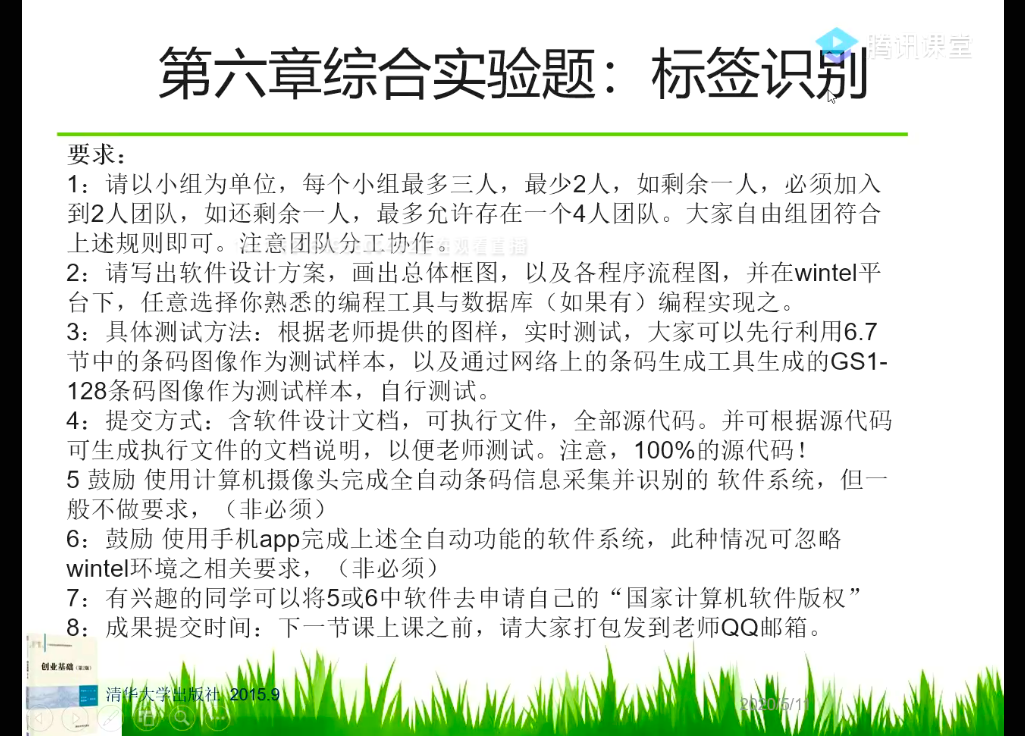 腾讯课堂
第六章综合实验题：标签识别
要求：
1：请以小组为单位，每个小组最多三人，最少2人，如剩余一人，必须加入
到2人团队，如还剩余一人，最多允许存在一个4人团队。大家自由组团符合
上述规则即可。注意团队分工协作。
2：请写出软件设计方案，画出总体框图，以及各程序流程图，并在wintel平
台下，任意选择你熟悉的编程工具与数据库（如果有）编程实现之。
3：具体测试方法：根据老师提供的图样，实时测试，大家可以先行利用6.7
节中的条码图像作为测试样本，以及通过网络上的条码生成工具生成的GS1-
128条码图像作为测试样本，自行测试。
4：提交方式：含软件设计文档，可执行文件，全部源代码。并可根据源代码
可生成执行文件的文档说明，以便老师测试。注意，100%的源代码！
5 鼓励 使用计算机摄像头完成全自动条码信息采集并识别的 软件系统，但一
般不做要求，（非必须）
6：鼓励 使用手机app完成上述全自动功能的软件系统，此种情况可忽略
wintel环境之相关要求，（非必须）
7：有兴趣的同学可以将5或6中软件去申请自己的“国家计算机软件版权”
8：成果提交时间：下一节课上课之前，请大家打包发到老师QQ邮箱。
创业基础
清华大学出版社 2015.9
2020/5/11